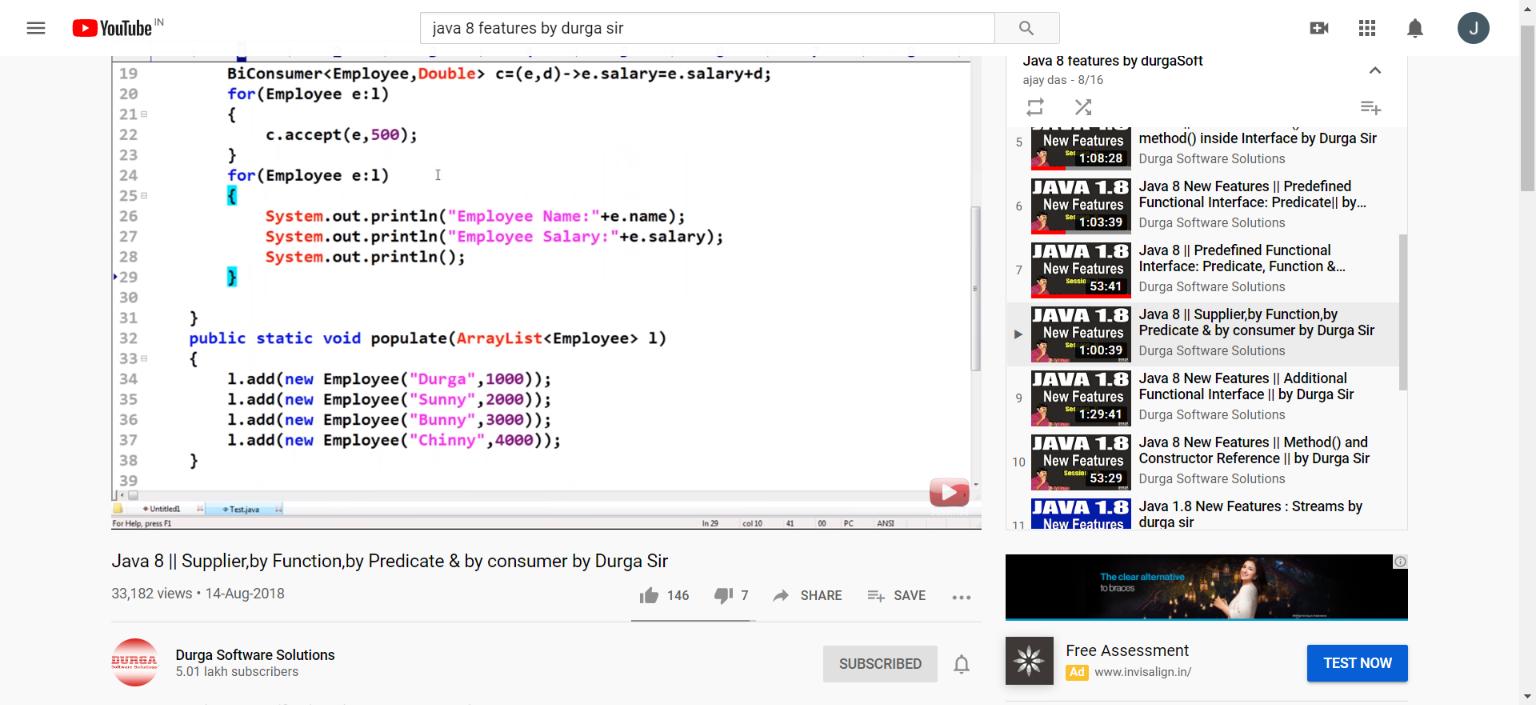 YouTube IN
java 8 features by durga sir
J
19 BiConsumer<Employee,Double> c=(e,d)->e.salary=e.salary+d;
20 for(Employee e:l)
21 {
22 c.accept(e,500);
23 }
24 for(Employee e:l)
25 {
26 System.out.println("Employee Name:"+e.name);
27 System.out.println("Employee Salary:"+e.salary);
28 System.out.println();
29 }
30
31 }
32 public static void populate(ArrayList<Employee> l)
33 {
34 l.add(new Employee("Durga",1000));
35 l.add(new Employee("Sunny",2000));
36 l.add(new Employee("Bunny",3000));
37 l.add(new Employee("Chinny",4000));
38 }
39
Untitled1 Test.java
For Help, press F1 ln 29 col 10 41 00 PC ANSI
Java 8 || Supplier,by Function,by Predicate & by consumer by Durga Sir
33,182 views • 14-Aug-2018
146 7 SHARE SAVE
DURGA
Software Solutions
Durga Software Solutions
5.01 lakh subscribers
SUBSCRIBED
Java 8 features by durgaSoft
ajay das - 8/16
5
New Features
1:08:28
method() inside Interface by Durga Sir
Durga Software Solutions
6
JAVA 1.8
New Features
1:03:39
Java 8 New Features || Predefined
Functional Interface: Predicate|| by...
Durga Software Solutions
7
JAVA 1.8
New Features
53:41
Java 8 || Predefined Functional
Interface: Predicate, Function &...
Durga Software Solutions
JAVA 1.8
New Features
1:00:39
Java 8 || Supplier,by Function,by
Predicate & by consumer by Durga Sir
Durga Software Solutions
9
JAVA 1.8
New Features
1:29:41
Java 8 New Features || Additional
Functional Interface || by Durga Sir
Durga Software Solutions
10
JAVA 1.8
New Features
53:29
Java 8 New Features || Method() and
Constructor Reference || by Durga Sir
Durga Software Solutions
11
JAVA 1.8
New Features
Java 1.8 New Features : Streams by
durga sir
The clear alternative
to braces
Free Assessment
Ad www.invisalign.in/
TEST NOW